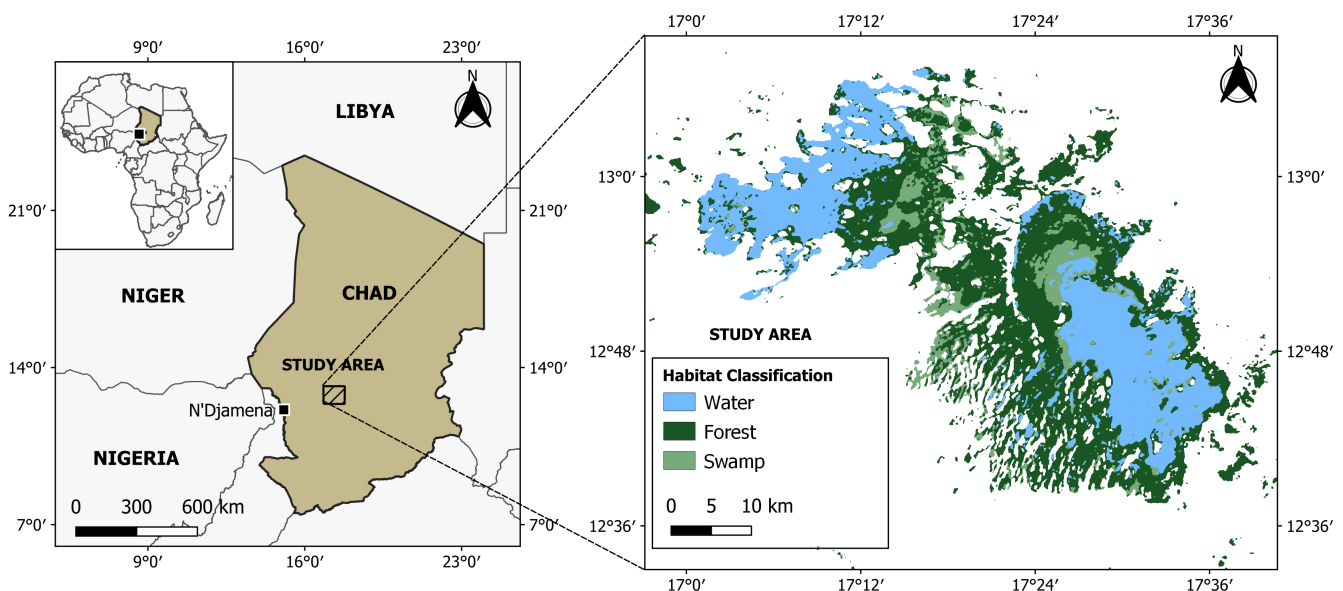 9°0′ 16°0′ 23°0′
N
LIBYA
21°0′ 21°0′
NIGER
CHAD
STUDY AREA
14°0′ 14°0′
N'Djamena
NIGERIA
0 300 600 km
7°0′ 7°0′
9°0′ 16°0′ 23°0′
17°0′ 17°12′ 17°24′ 17°36′
N
13°0′ 13°0′
STUDY AREA
12°48′ 12°48′
Habitat Classification
Water
Forest
Swamp
0 5 10 km
12°36′ 12°36′
17°0′ 17°12′ 17°24′ 17°36′